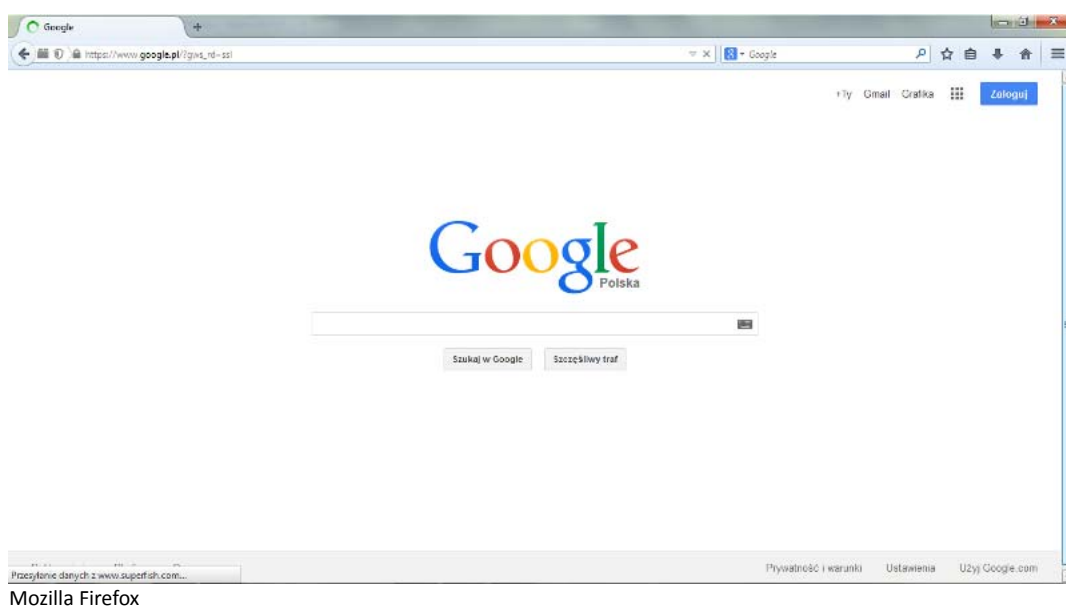 Google
https://www.google.pl/?gws_rd=ssl
Google
+Ty Gmail Grafika
Zaloguj
Google
Polska
Szukaj w Google Szczęśliwy traf
Prywatność i warunki Ustawienia Użyj Google.com
Przesyłanie danych z www.superfish.com...
Mozilla Firefox